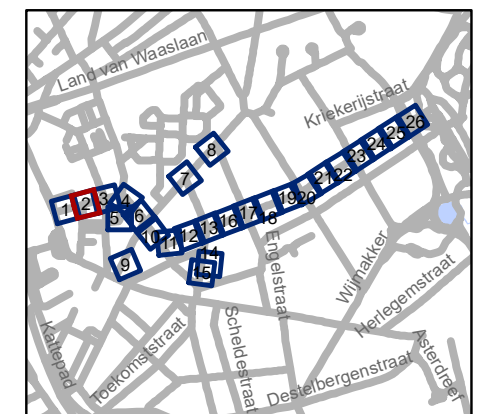 Land van Waaslaan
Kriekerijstraat
8
7
1 2 3 4
5 6
9
10 11 12 13 16 17 18 19 20 21 22 23 24 25 26
14
15
Engelstraat
Wijmakker
Herlegemstraat
Kattepad
Toekomststraat
Scheldestraat
Destelbergenstraat
Asterdreef